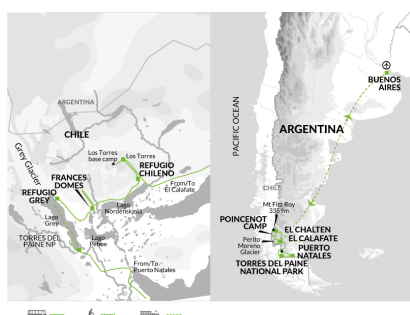 ARGENTINA
CHILE
Los Torres
base camp
Los Torres
REFUGIO
CHILENO
Grey Glacier
FRANCES
DOMES
REFUGIO
GREY
From/To
El Calafate
Lago
Nordenskjold
Lago
Grey
TORRES DEL
PAINE NP
Lago
Pehoe
From/To
Puerto Natales
BUENOS
AIRES
PACIFIC OCEAN
ARGENTINA
CHILE
Mt Fitz Roy
3359m
POINCENOT
CAMP
EL CHALTEN
EL CALAFATE
Perito
Moreno
Glacier
PUERTO
NATALES
TORRES DEL PAINE
NATIONAL PARK